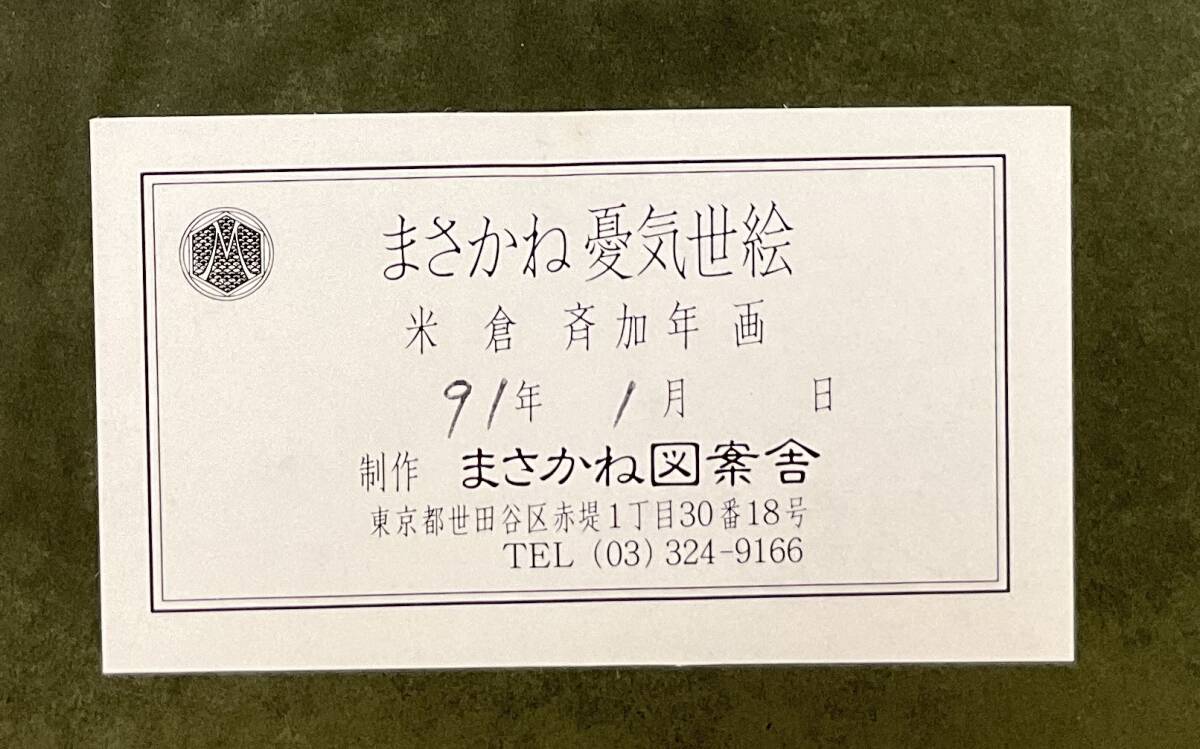 M
まさかね憂気世絵
米倉 斉加年 画
91年 1月 日
制作 まさかね図案舎
東京都世田谷区赤堤1丁目30番18号
TEL (03) 324-9166